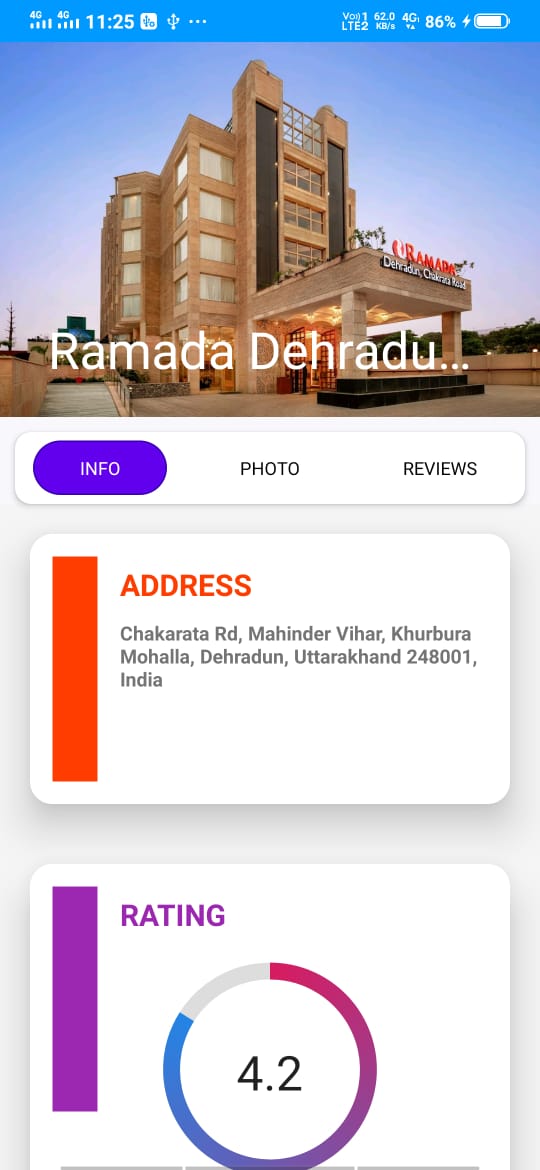 4G 4G 11:25 ... Vo)) 1 LTE2 62.0 KB/s 4G 86%
RAMADA
Dehradun, Chakrata Road
Ramada Dehradu...
INFO PHOTO REVIEWS
ADDRESS
Chakarata Rd, Mahinder Vihar, Khurbura
Mohalla, Dehradun, Uttarakhand 248001,
India
RATING
4.2